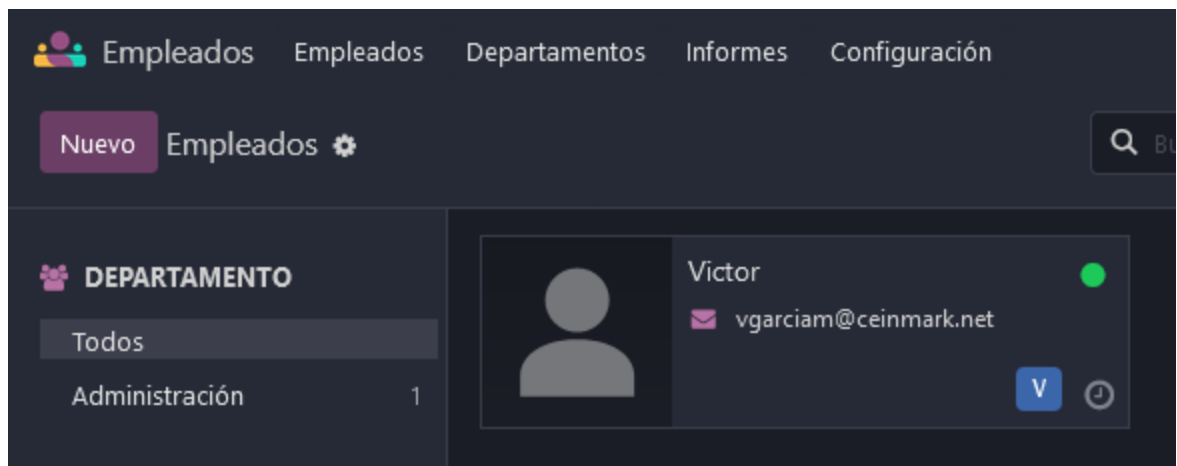 Empleados Empleados Departamentos Informes Configuración
Nuevo Empleados
DEPARTAMENTO
Todos
Administración 1
Victor
vgarciam@ceinmark.net
V